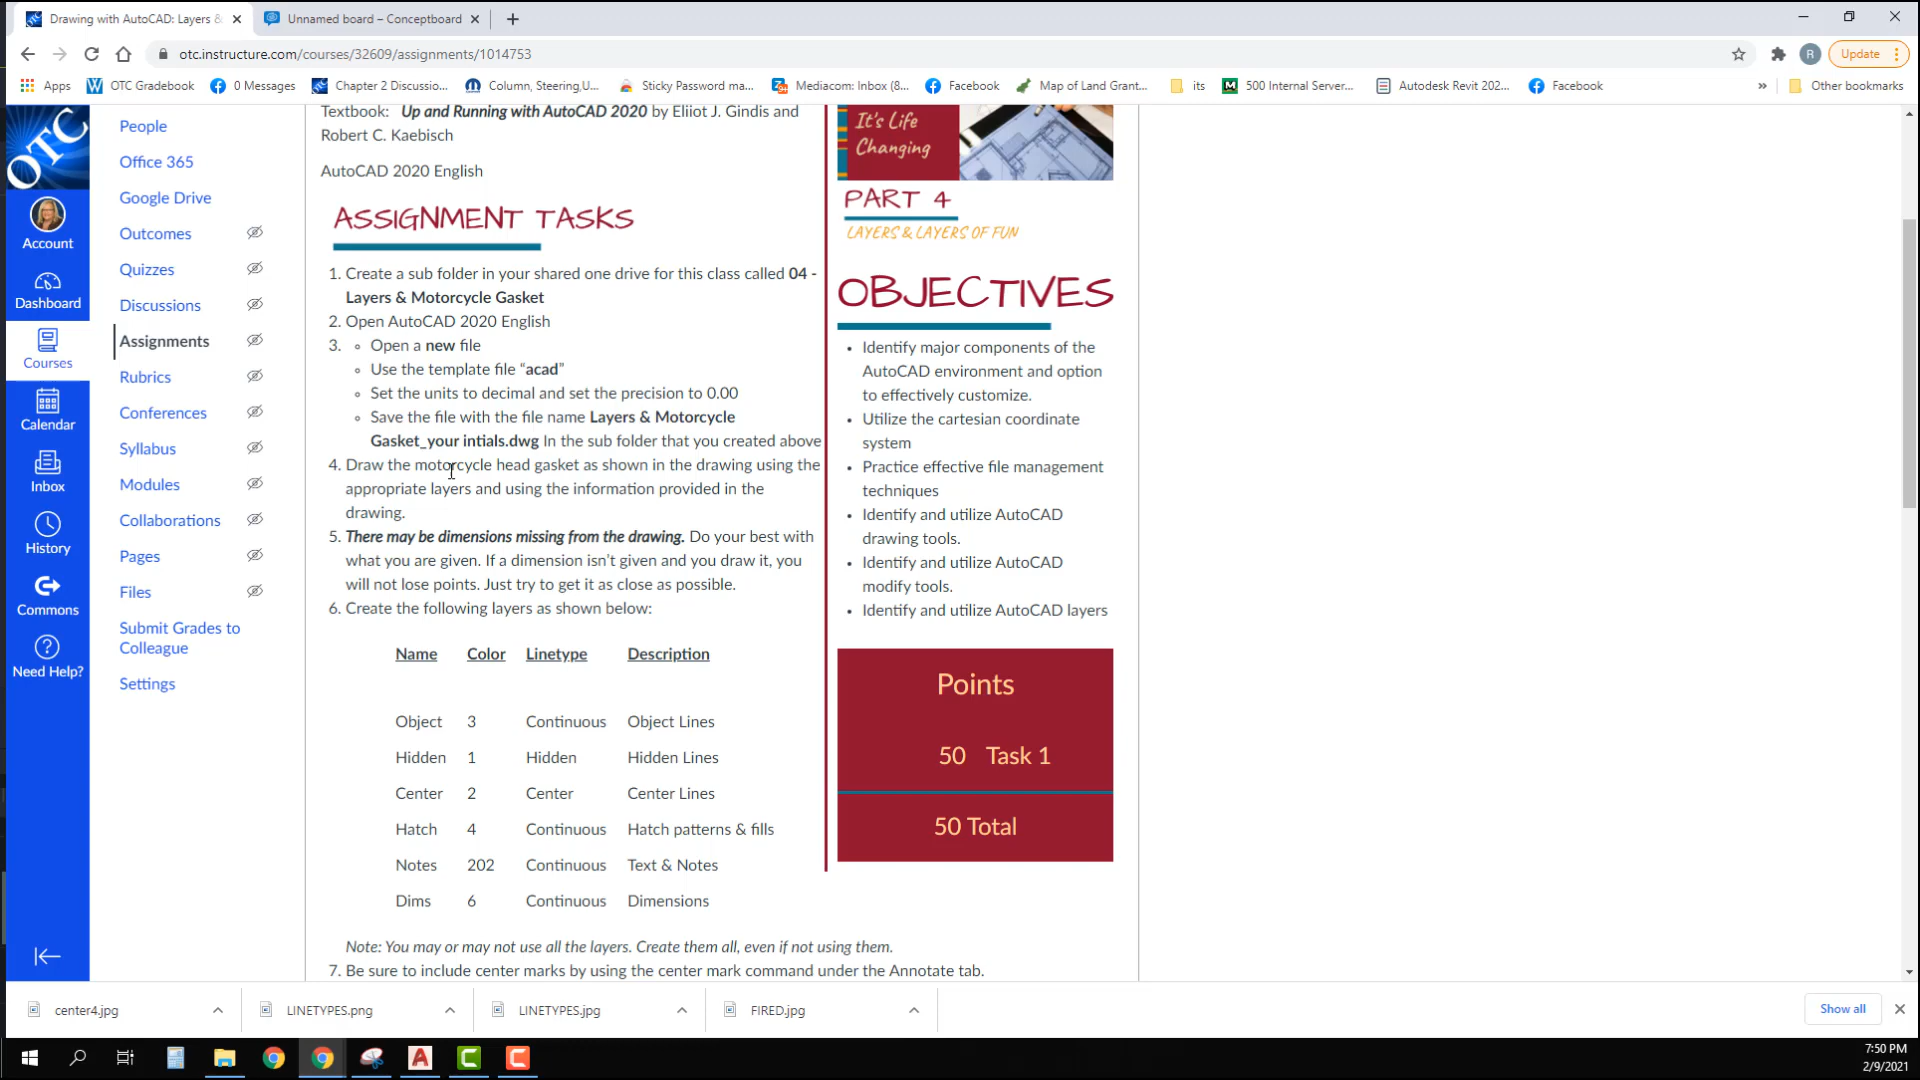 Drawing with AutoCAD: Layers &
Unnamed board – Conceptboard
otc.instructure.com/courses/32609/assignments/1014753
R
Update
Apps
OTC Gradebook
0 Messages
Chapter 2 Discussio...
Column, Steering,U...
Sticky Password ma...
Mediacom: Inbox (8...
Facebook
Map of Land Grant...
its
500 Internal Server...
Autodesk Revit 202...
Facebook
»
Other bookmarks
OTC
Account
Dashboard
Courses
Calendar
Inbox
History
Commons
Need Help?
People
Office 365
Google Drive
Outcomes
Quizzes
Discussions
Assignments
Rubrics
Conferences
Syllabus
Modules
Collaborations
Pages
Files
Submit Grades to
Colleague
Settings
Textbook: Up and Running with AutoCAD 2020 by Elliot J. Gindis and
Robert C. Kaebisch
AutoCAD 2020 English
ASSIGNMENT TASKS
1. Create a sub folder in your shared one drive for this class called 04 -
Layers & Motorcycle Gasket
2. Open AutoCAD 2020 English
3. ◦ Open a new file
◦ Use the template file “acad”
◦ Set the units to decimal and set the precision to 0.00
◦ Save the file with the file name Layers & Motorcycle
Gasket_your intials.dwg In the sub folder that you created above
4. Draw the motorcycle head gasket as shown in the drawing using the
appropriate layers and using the information provided in the
drawing.
5. There may be dimensions missing from the drawing. Do your best with
what you are given. If a dimension isn’t given and you draw it, you
will not lose points. Just try to get it as close as possible.
6. Create the following layers as shown below:
Name Color Linetype Description
Object 3 Continuous Object Lines
Hidden 1 Hidden Hidden Lines
Center 2 Center Center Lines
Hatch 4 Continuous Hatch patterns & fills
Notes 202 Continuous Text & Notes
Dims 6 Continuous Dimensions
Note: You may or may not use all the layers. Create them all, even if not using them.
7. Be sure to include center marks by using the center mark command under the Annotate tab.
It's Life
Changing
PART 4
LAYERS & LAYERS OF FUN
OBJECTIVES
• Identify major components of the
AutoCAD environment and option
to effectively customize.
• Utilize the cartesian coordinate
system
• Practice effective file management
techniques
• Identify and utilize AutoCAD
drawing tools.
• Identify and utilize AutoCAD
modify tools.
• Identify and utilize AutoCAD layers
Points
50 Task 1
50 Total
center4.jpg
LINETYPES.png
LINETYPES.jpg
FIRED.jpg
Show all
7:50 PM
2/9/2021